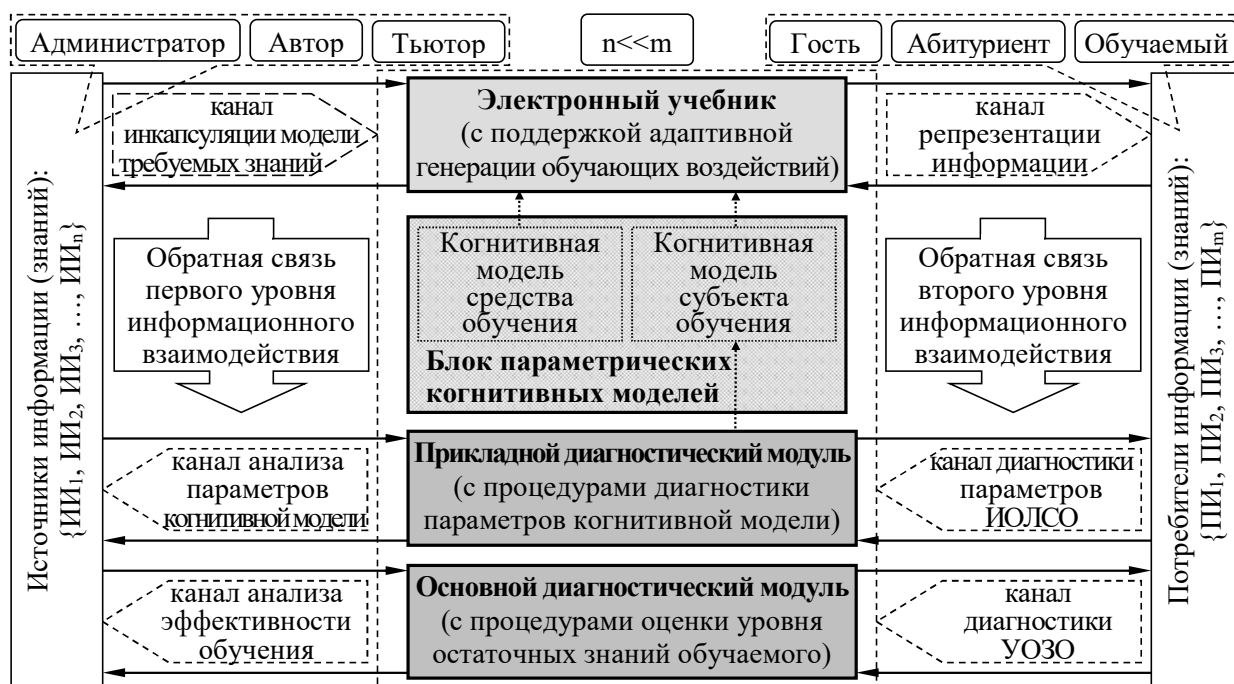 Администратор
Автор
Тьютор
n<<m
Гость
Абитуриент
Обучаемый
Источники информации (знаний):
{ИИ₁, ИИ₂, ИИ₃, …, ИИₙ}
канал
инкапсуляции модели
требуемых знаний
Электронный учебник
(с поддержкой адаптивной
генерации обучающих воздействий)
канал
репрезентации
информации
Потребители информации (знаний):
{ПИ₁, ПИ₂, ПИ₃, …, ПИₘ}
Обратная связь
первого уровня
информационного
взаимодействия
Когнитивная
модель
средства
обучения
Когнитивная
модель
субъекта
обучения
Блок параметрических
когнитивных моделей
Обратная связь
второго уровня
информационного
взаимодействия
канал анализа
параметров
когнитивной модели
Прикладной диагностический модуль
(с процедурами диагностики
параметров когнитивной модели)
канал диагностики
параметров
ИОЛСО
канал анализа
эффективности
обучения
Основной диагностический модуль
(с процедурами оценки уровня
остаточных знаний обучаемого)
канал
диагностики
УОЗО